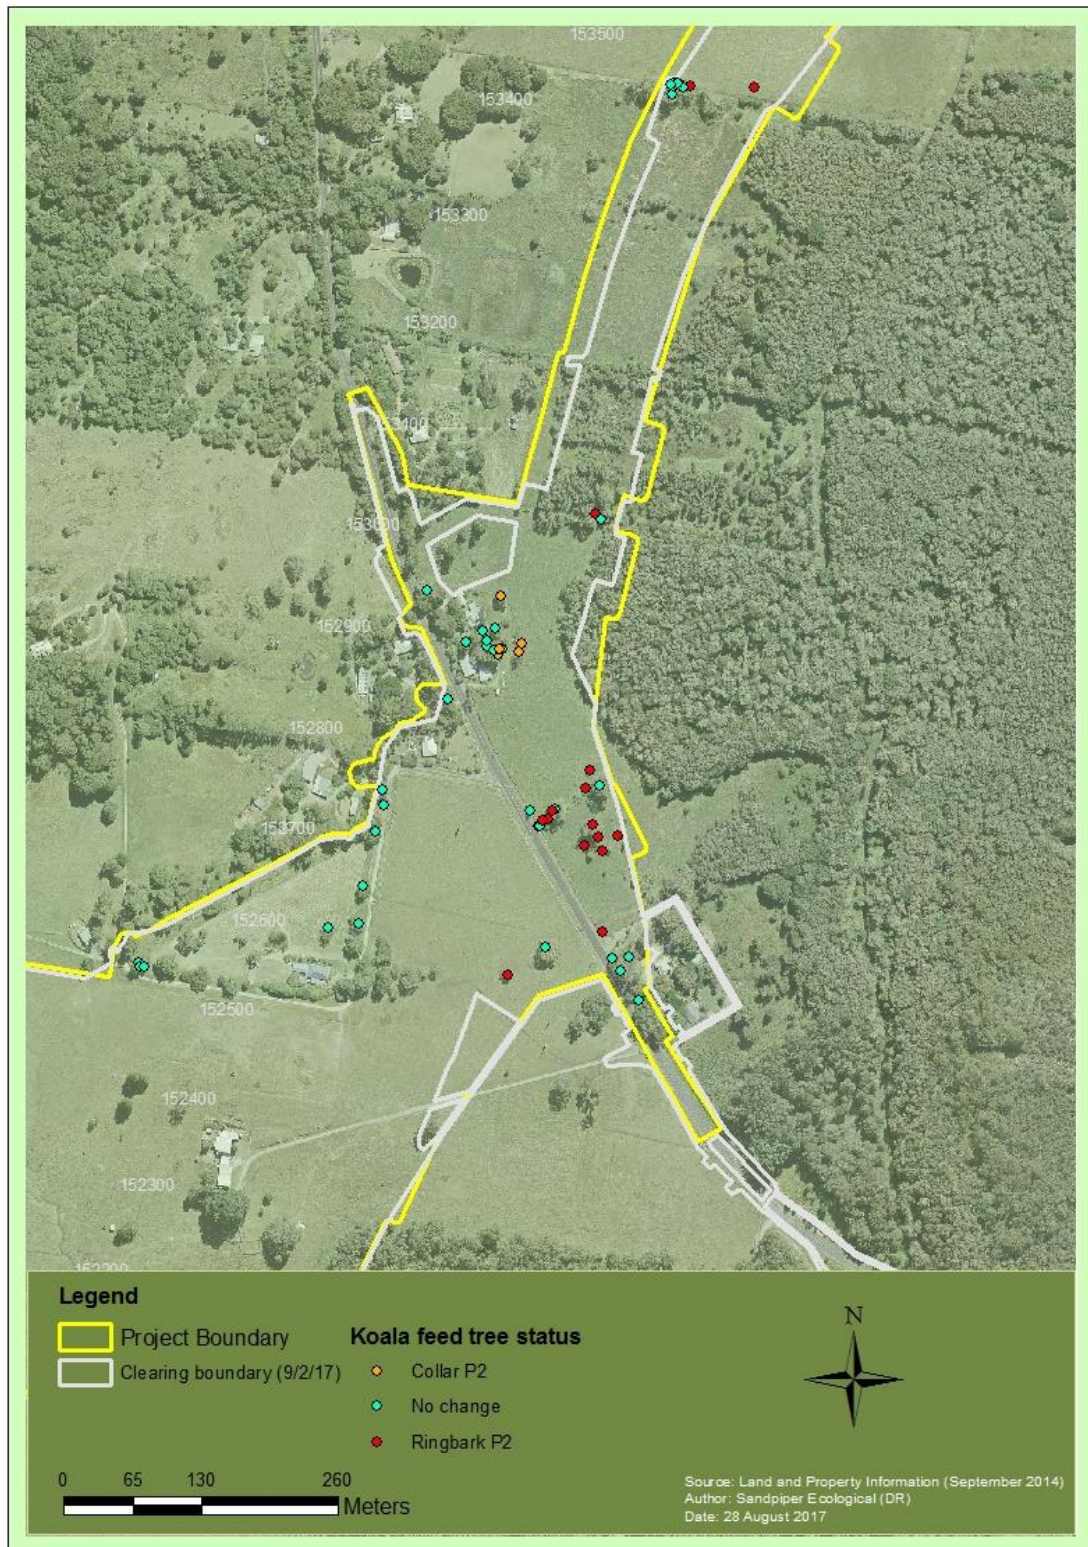 153500
153400
153300
153200
153100
153000
152900
152800
152700
152600
152500
152400
152300
152200
Legend
Project Boundary
Clearing boundary (9/2/17)
Koala feed tree status
Collar P2
No change
Ringbark P2
N
0 65 130 260
Meters
Source: Land and Property Information (September 2014)
Author: Sandpiper Ecological (DR)
Date: 28 August 2017